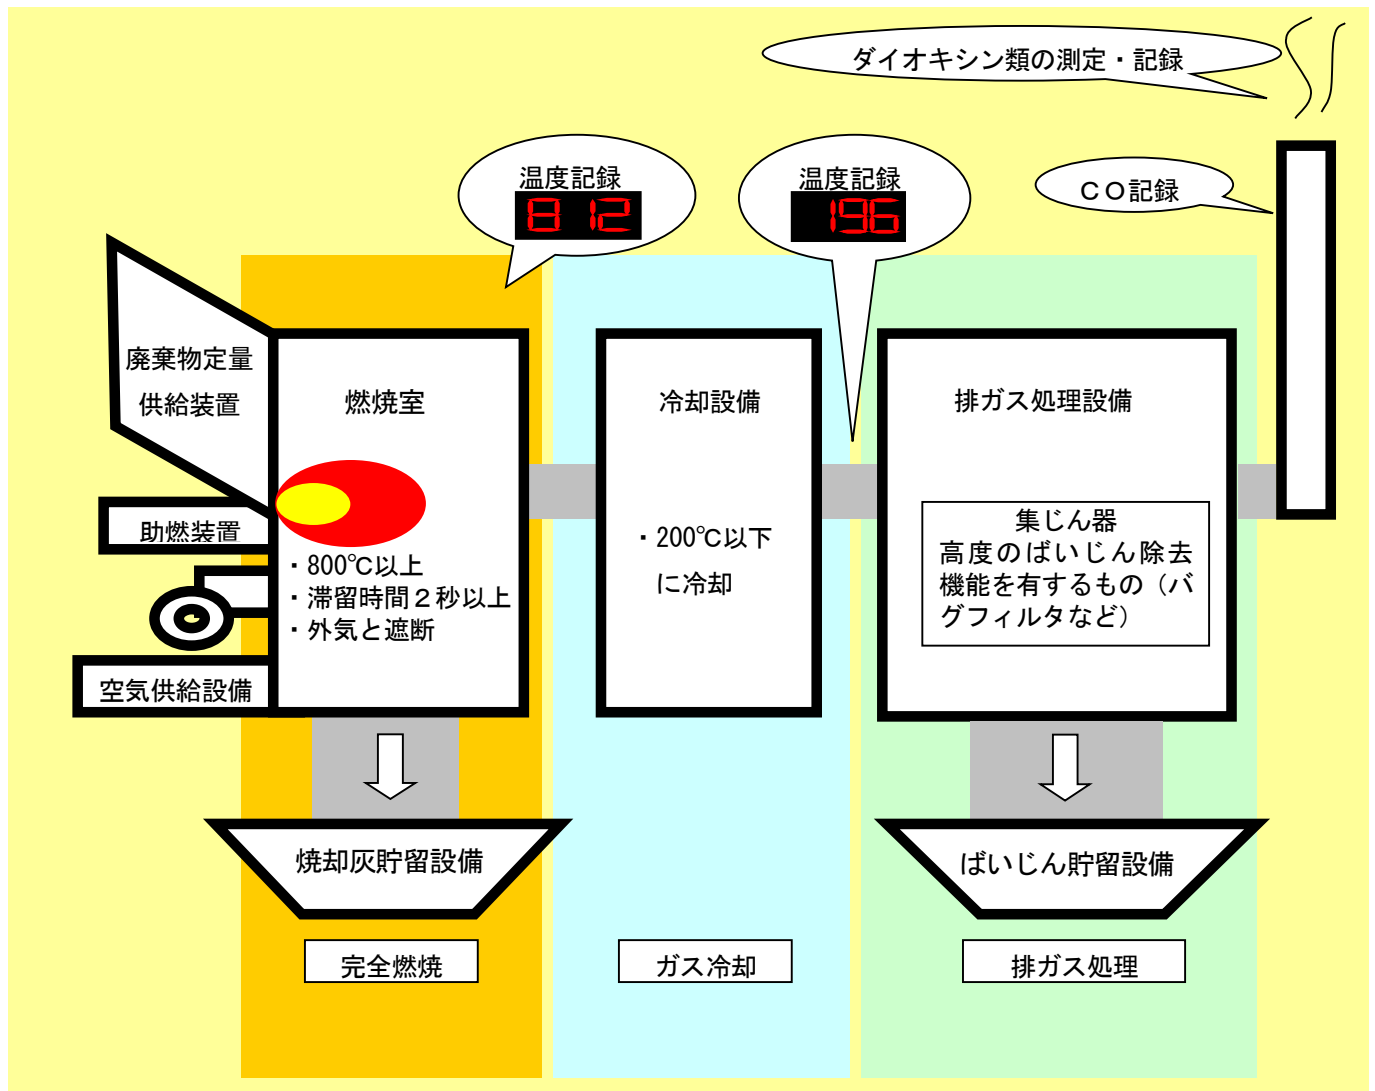 ダイオキシン類の測定・記録
温度記録
812
温度記録
196
ＣＯ記録
廃棄物定量
供給装置
燃焼室
助燃装置
・800℃以上
・滞留時間２秒以上
・外気と遮断
空気供給設備
冷却設備
・200℃以下
に冷却
排ガス処理設備
集じん器
高度のばいじん除去
機能を有するもの（バ
グフィルタなど）
焼却灰貯留設備
ばいじん貯留設備
完全燃焼
ガス冷却
排ガス処理